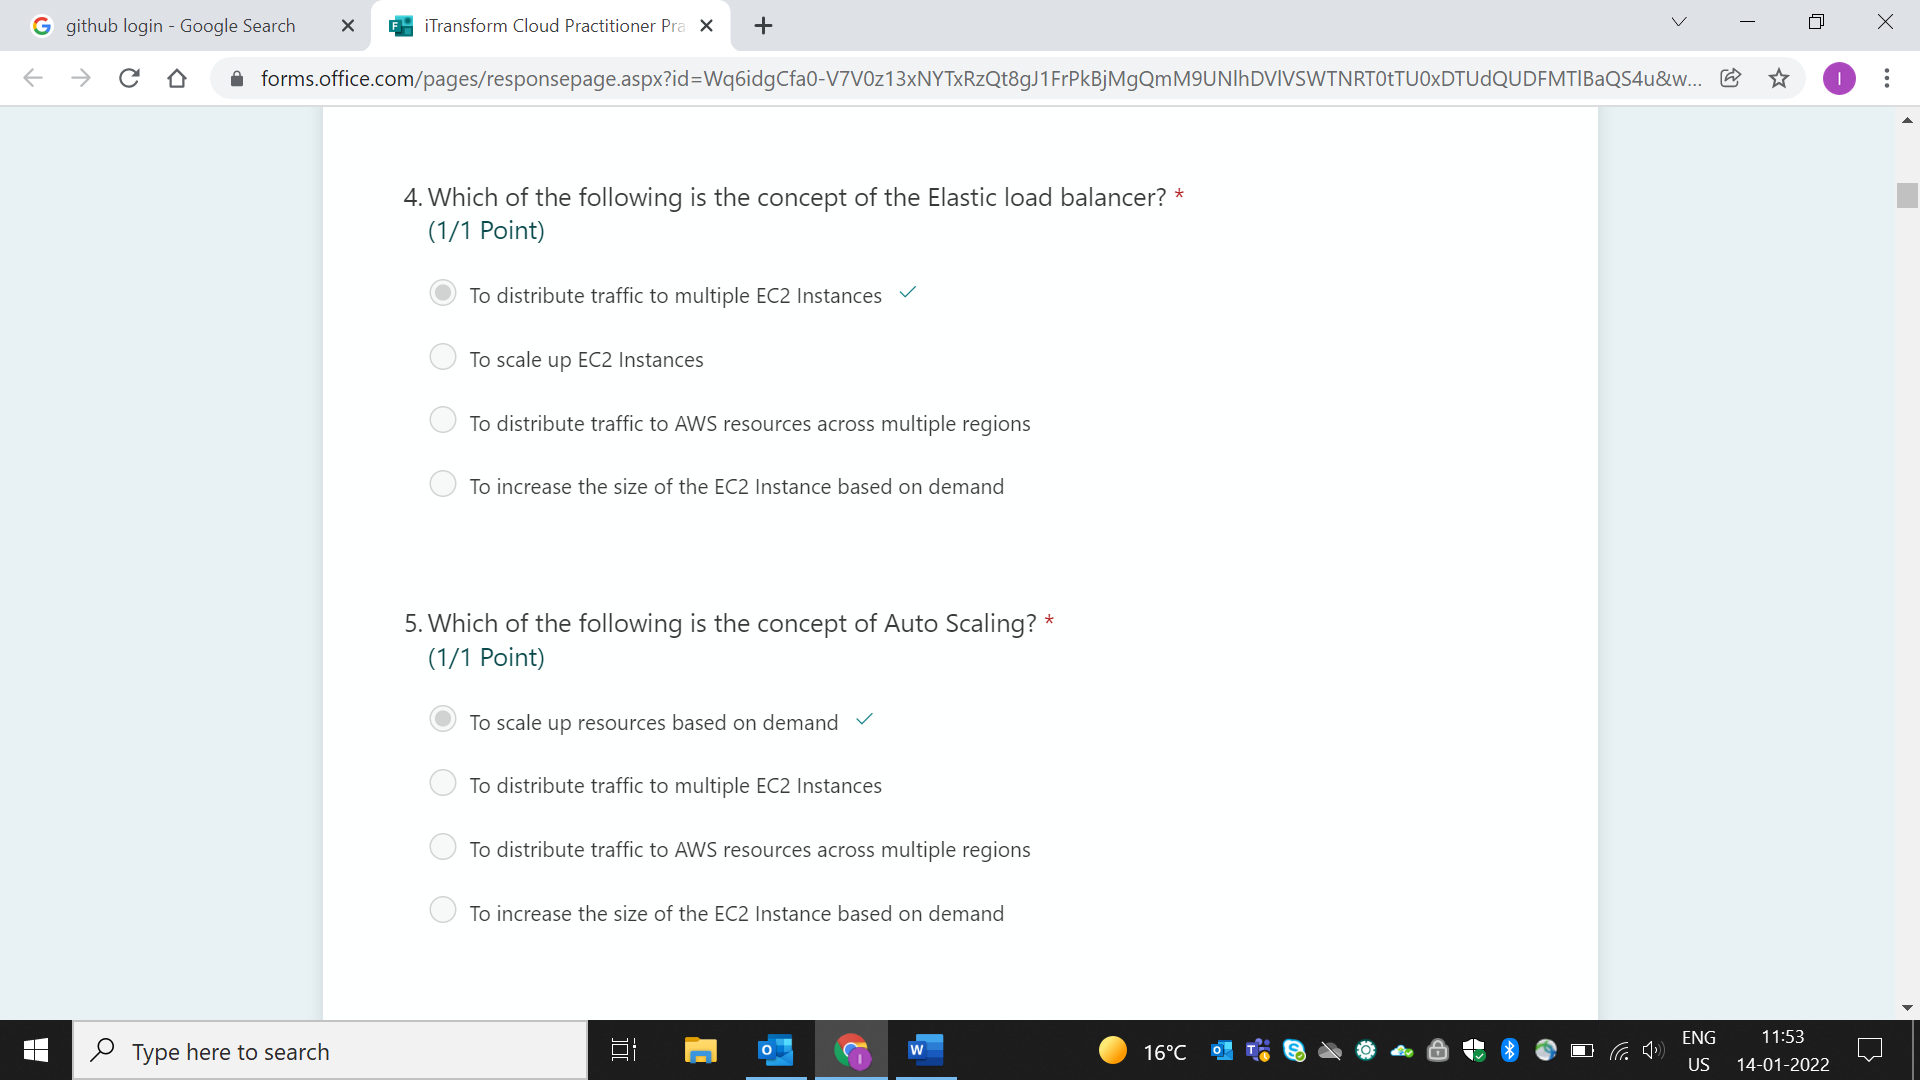 github login - Google Search
iTransform Cloud Practitioner Pra
forms.office.com/pages/responsepage.aspx?id=Wq6idgCfa0-V7V0z13xNYTxRzQt8gJ1FrPkBjMgQmM9UNlhDVlVSWTNRT0tTU0xDTUdQUDFMTlBaQS4u&w...
I
4. Which of the following is the concept of the Elastic load balancer? *
(1/1 Point)
To distribute traffic to multiple EC2 Instances
To scale up EC2 Instances
To distribute traffic to AWS resources across multiple regions
To increase the size of the EC2 Instance based on demand
5. Which of the following is the concept of Auto Scaling? *
(1/1 Point)
To scale up resources based on demand
To distribute traffic to multiple EC2 Instances
To distribute traffic to AWS resources across multiple regions
To increase the size of the EC2 Instance based on demand
Type here to search
16°C
ENG
US
11:53
14-01-2022